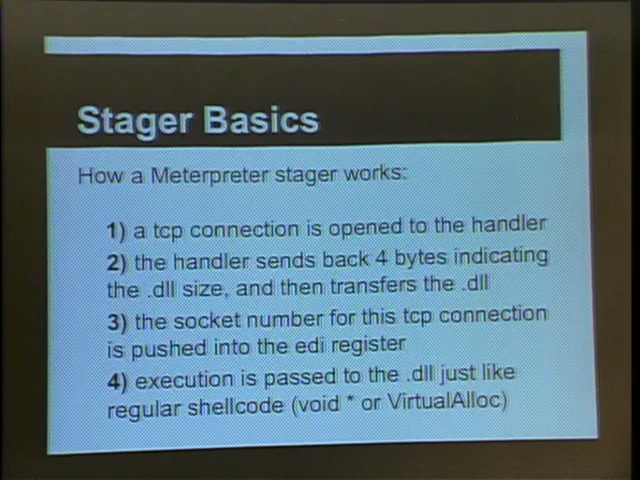 Stager Basics
How a Meterpreter stager works:
1) a tcp connection is opened to the handler
2) the handler sends back 4 bytes indicating
the .dll size, and then transfers the .dll
3) the socket number for this tcp connection
is pushed into the edi register
4) execution is passed to the .dll just like
regular shellcode (void * or VirtualAlloc)